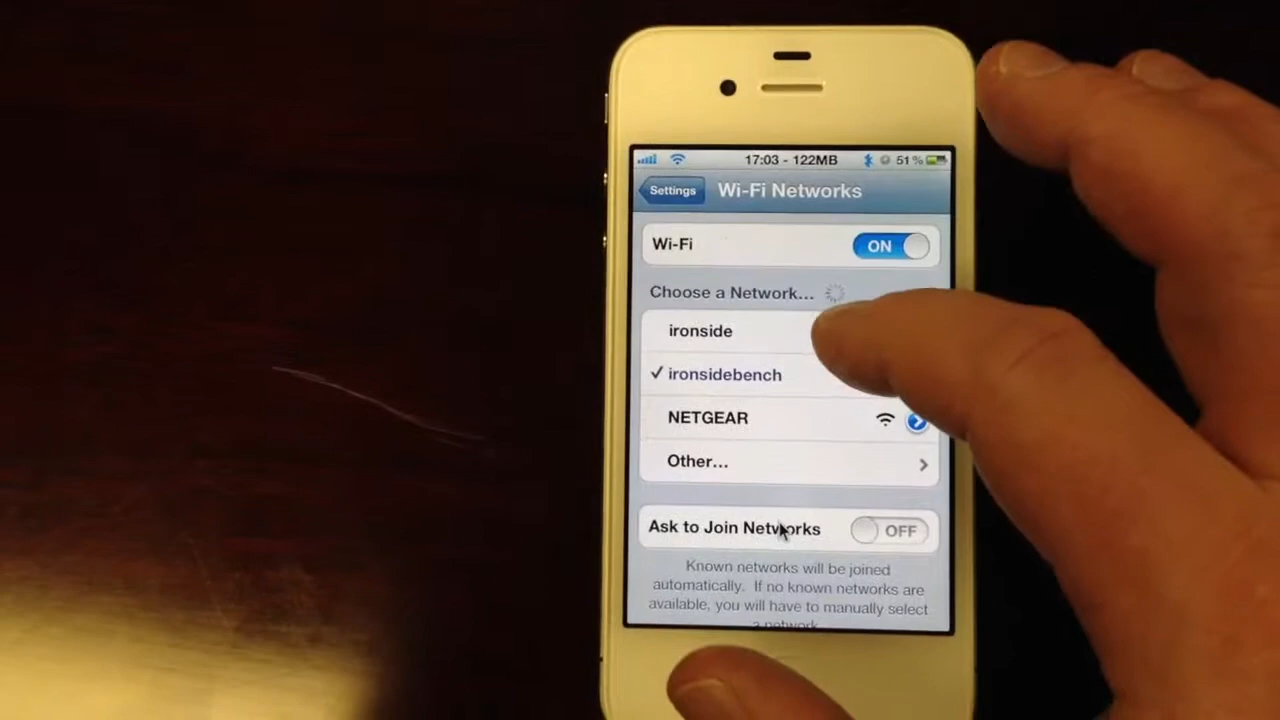 17:03 - 122MB 51%
Settings Wi-Fi Networks
Wi-Fi ON
Choose a Network...
ironside
✓ ironsidebench
NETGEAR
Other...
Ask to Join Networks OFF
Known networks will be joined
automatically. If no known networks are
available, you will have to manually select
a network.